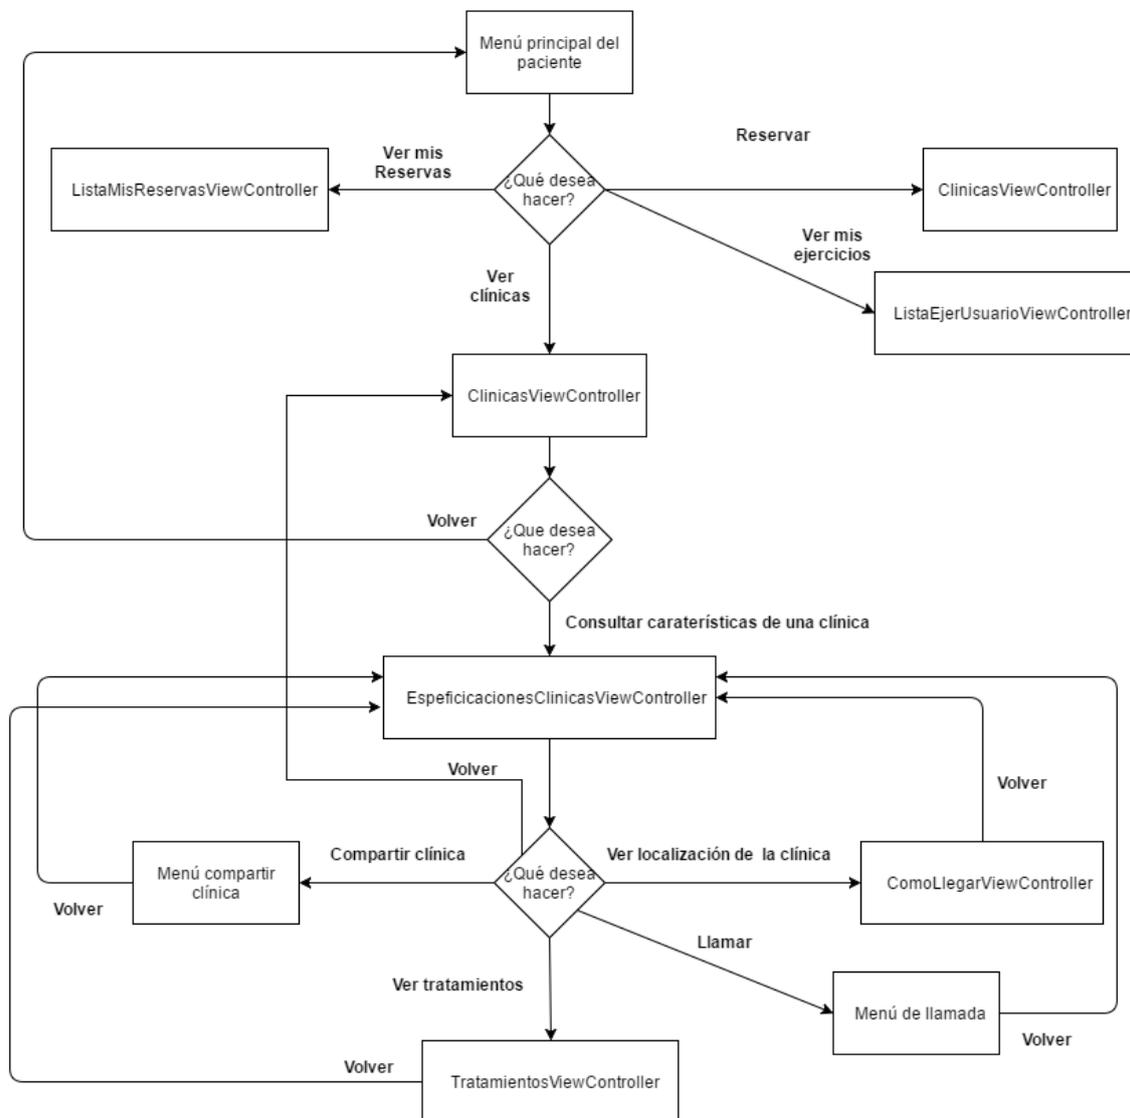 Menú principal del
paciente
Reservar
Ver mis
Reservas
ListaMisReservasViewController
¿Qué desea
hacer?
ClinicasViewController
Ver mis
ejercicios
Ver
clínicas
ListaEjerUsuarioViewController
ClinicasViewController
Volver
¿Que desea
hacer?
Consultar caraterísticas de una clínica
EspeficicacionesClinicasViewController
Volver
Volver
Compartir clínica
Ver localización de la clínica
Menú compartir
clínica
¿Qué desea
hacer?
ComoLlegarViewController
Volver
Llamar
Ver tratamientos
Menú de llamada
Volver
Volver
TratamientosViewController